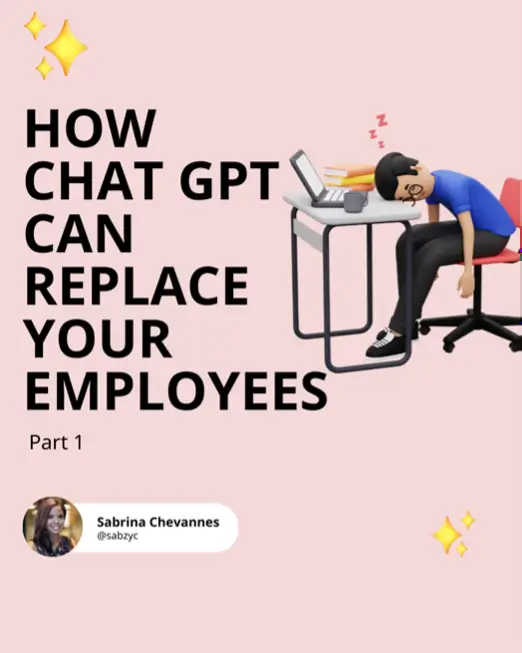 HOW
CHAT GPT
CAN
REPLACE
YOUR
EMPLOYEES
Part 1
Sabrina Chevannes
@sabzyc
z
z
z